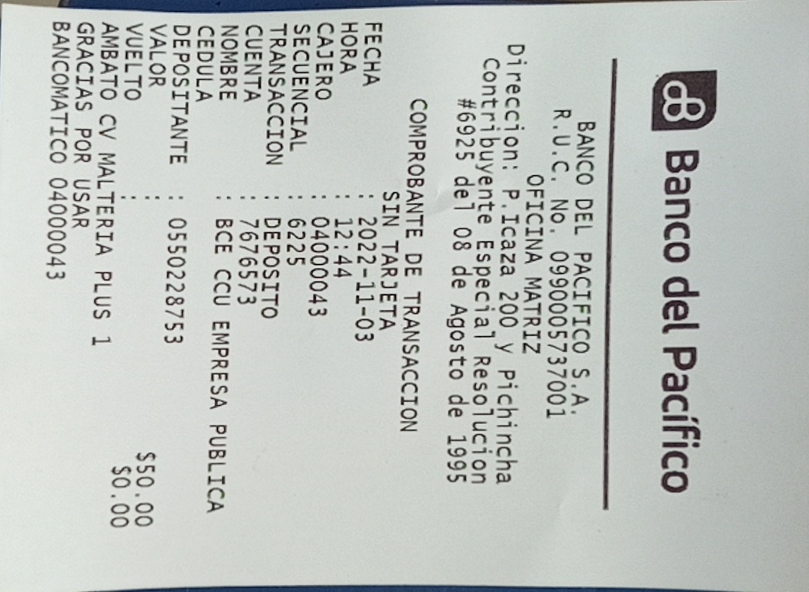 Banco del Pacífico
BANCO DEL PACIFICO S.A.
R.U.C. No. 0990005737001
OFICINA MATRIZ
Direccion: P Icaza 200 y Pichincha
Contribuyente Especial Resolucion
#6925 del 08 de Agosto de 1995
COMPROBANTE DE TRANSACCION
SIN TARJETA
FECHA : 2022-11-03
HORA : 12:44
CAJERO : 04000043
SECUENCIAL : 6225
TRANSACCION : DEPOSITO
CUENTA : 7676573
NOMBRE : BCE CCU EMPRESA PUBLICA
CEDULA
DEPOSITANTE : 0550228753
VALOR : $50.00
VUELTO : $0.00
AMBATO CV MALTERIA PLUS 1
GRACIAS POR USAR
BANCOMATICO 04000043